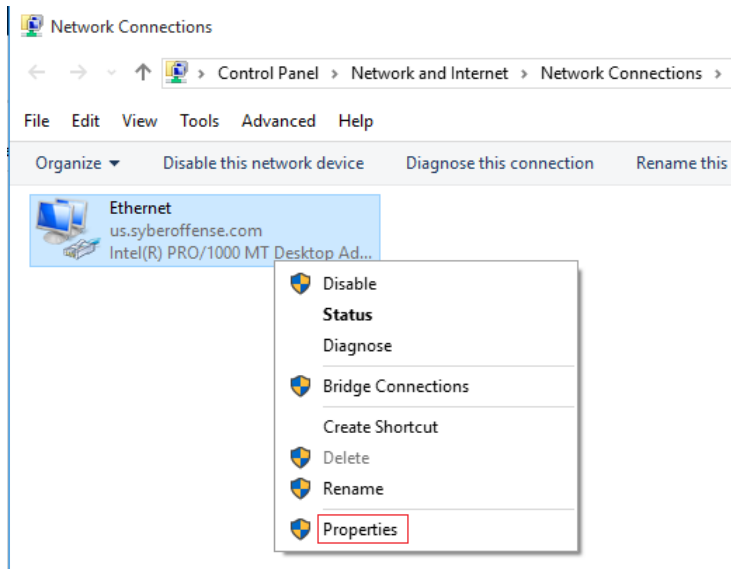 Network Connections
Control Panel > Network and Internet > Network Connections >
File Edit View Tools Advanced Help
Organize Disable this network device Diagnose this connection Rename this
Ethernet
us.syberoffense.com
Intel(R) PRO/1000 MT Desktop Ad...
Disable
Status
Diagnose
Bridge Connections
Create Shortcut
Delete
Rename
Properties